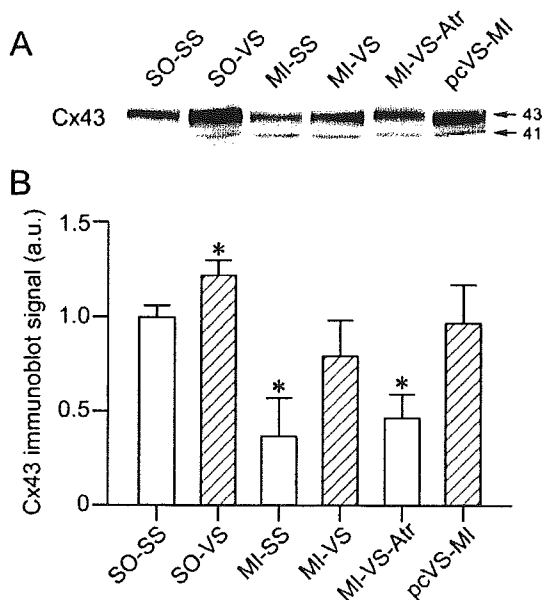 A
SO-SS
SO-VS
MI-SS
MI-VS
MI-VS-Atr
pcVS-MI
Cx43
43
41
B
Cx43 immunoblot signal (a.u.)
1.5
*
1.0
*
*
0.5
0
SO-SS
SO-VS
MI-SS
MI-VS
MI-VS-Atr
pcVS-MI